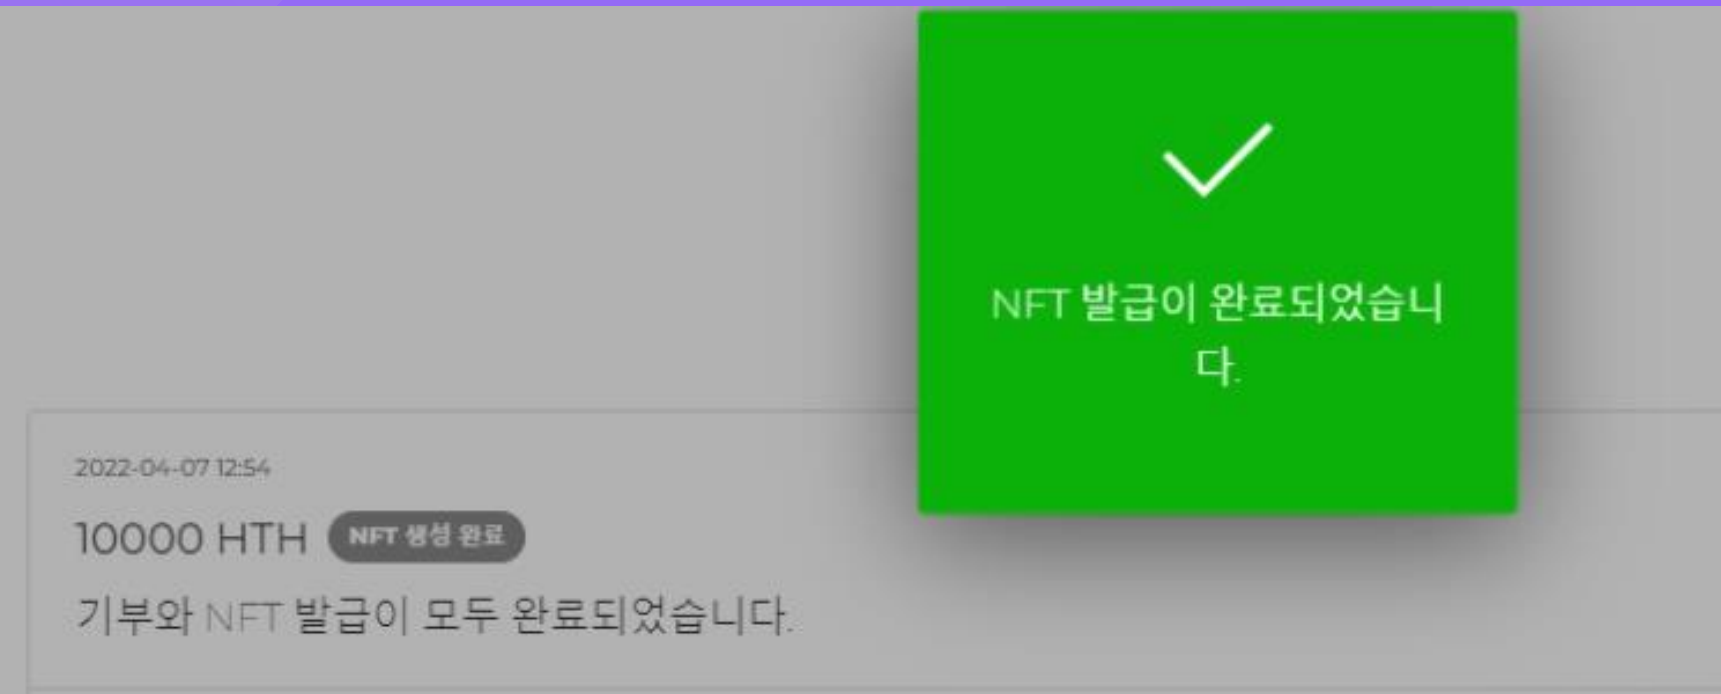 NFT 발급이 완료되었습니
다.
2022-04-07 12:54
10000 HTH NFT 생성 완료
기부와 NFT 발급이 모두 완료되었습니다.